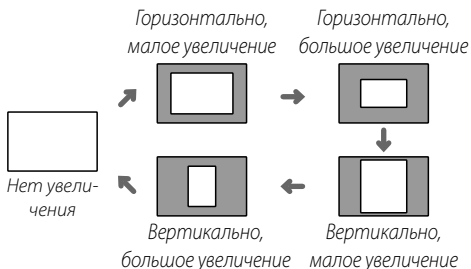 Горизонтально,
малое увеличение
Горизонтально,
большое увеличение
Нет увели-
чения
Вертикально,
большое увеличение
Вертикально,
малое увеличение